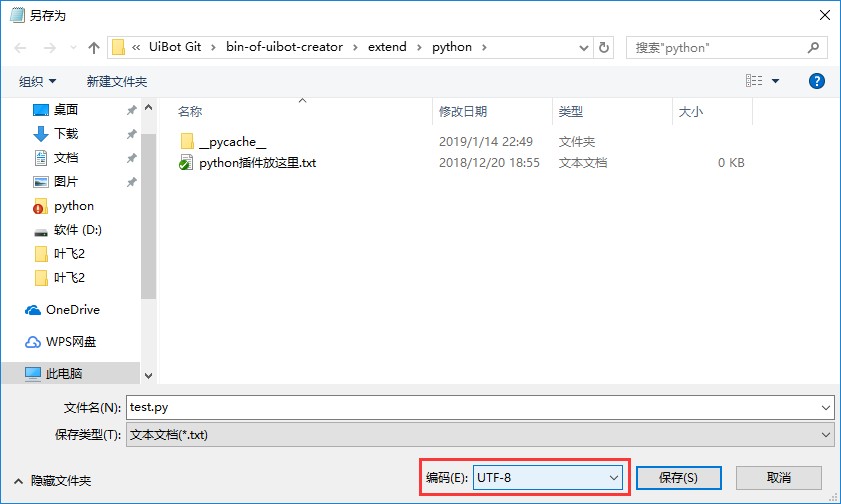 另存为
« UiBot Git › bin-of-uibot-creator › extend › python ›
搜索"python"
组织 新建文件夹
名称 修改日期 类型 大小
__pycache__ 2019/1/14 22:49 文件夹
python插件放这里.txt 2018/12/20 18:55 文本文档 0 KB
桌面
下载
文档
图片
python
软件 (D:)
叶飞2
叶飞2
OneDrive
WPS网盘
此电脑
文件名(N): test.py
保存类型(T): 文本文档(*.txt)
隐藏文件夹 编码(E): UTF-8 保存(S) 取消